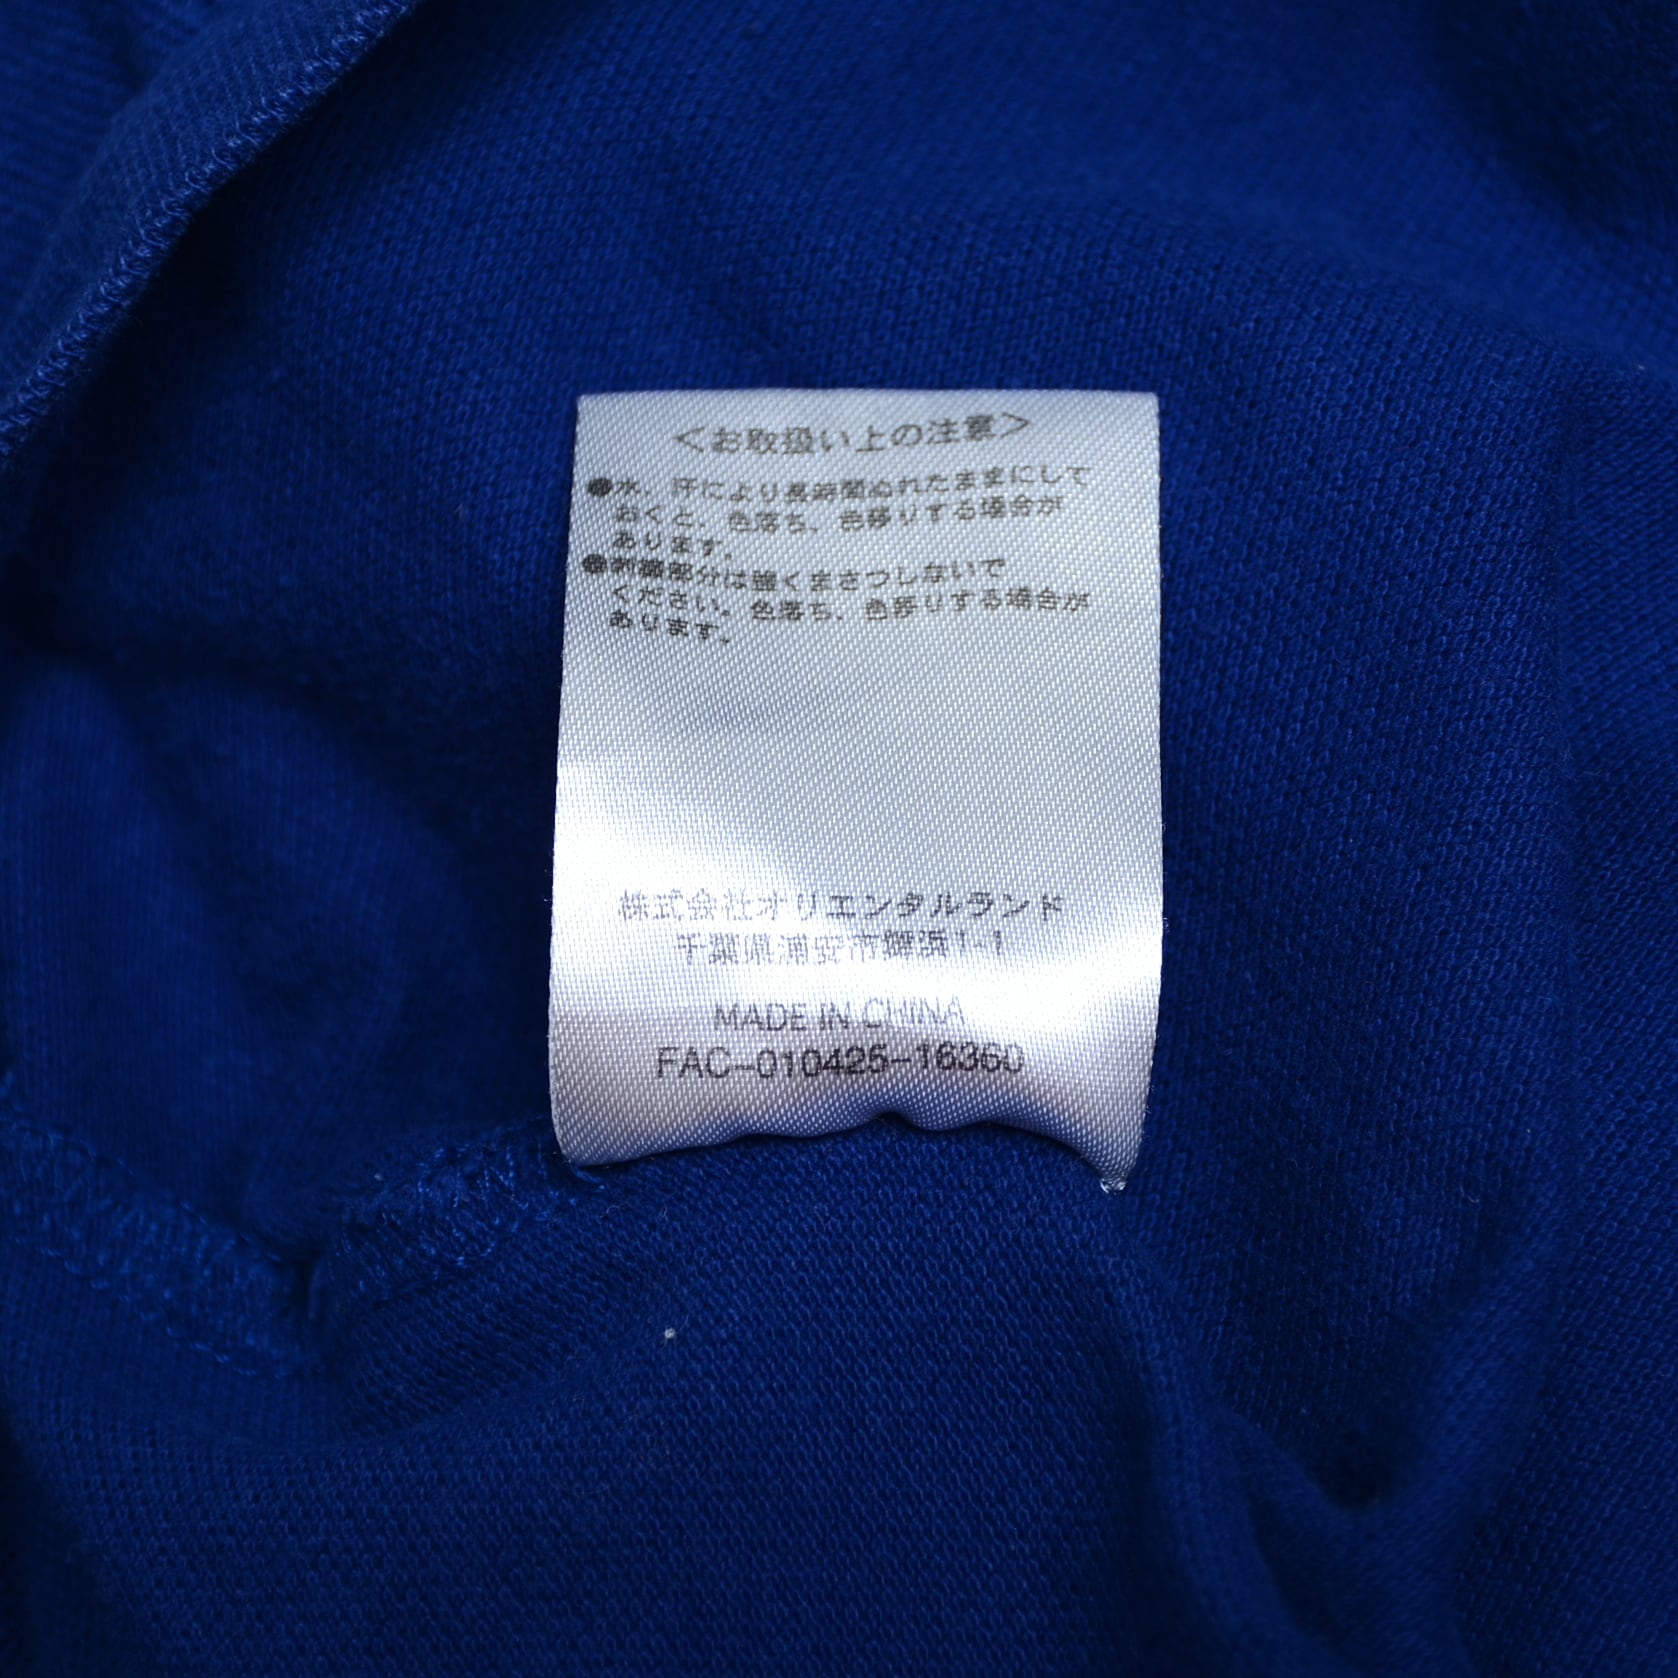 ＜お取扱い上の注意＞
●水、汗により長時間ぬれたままにして
おくと、色落ち、色移りする場合が
あります。
●刺繍部分は強くまさつしないで
ください。色落ち、色移りする場合が
あります。
株式会社オリエンタルランド
千葉県浦安市舞浜1-1
MADE IN CHINA
FAC-010425-16360